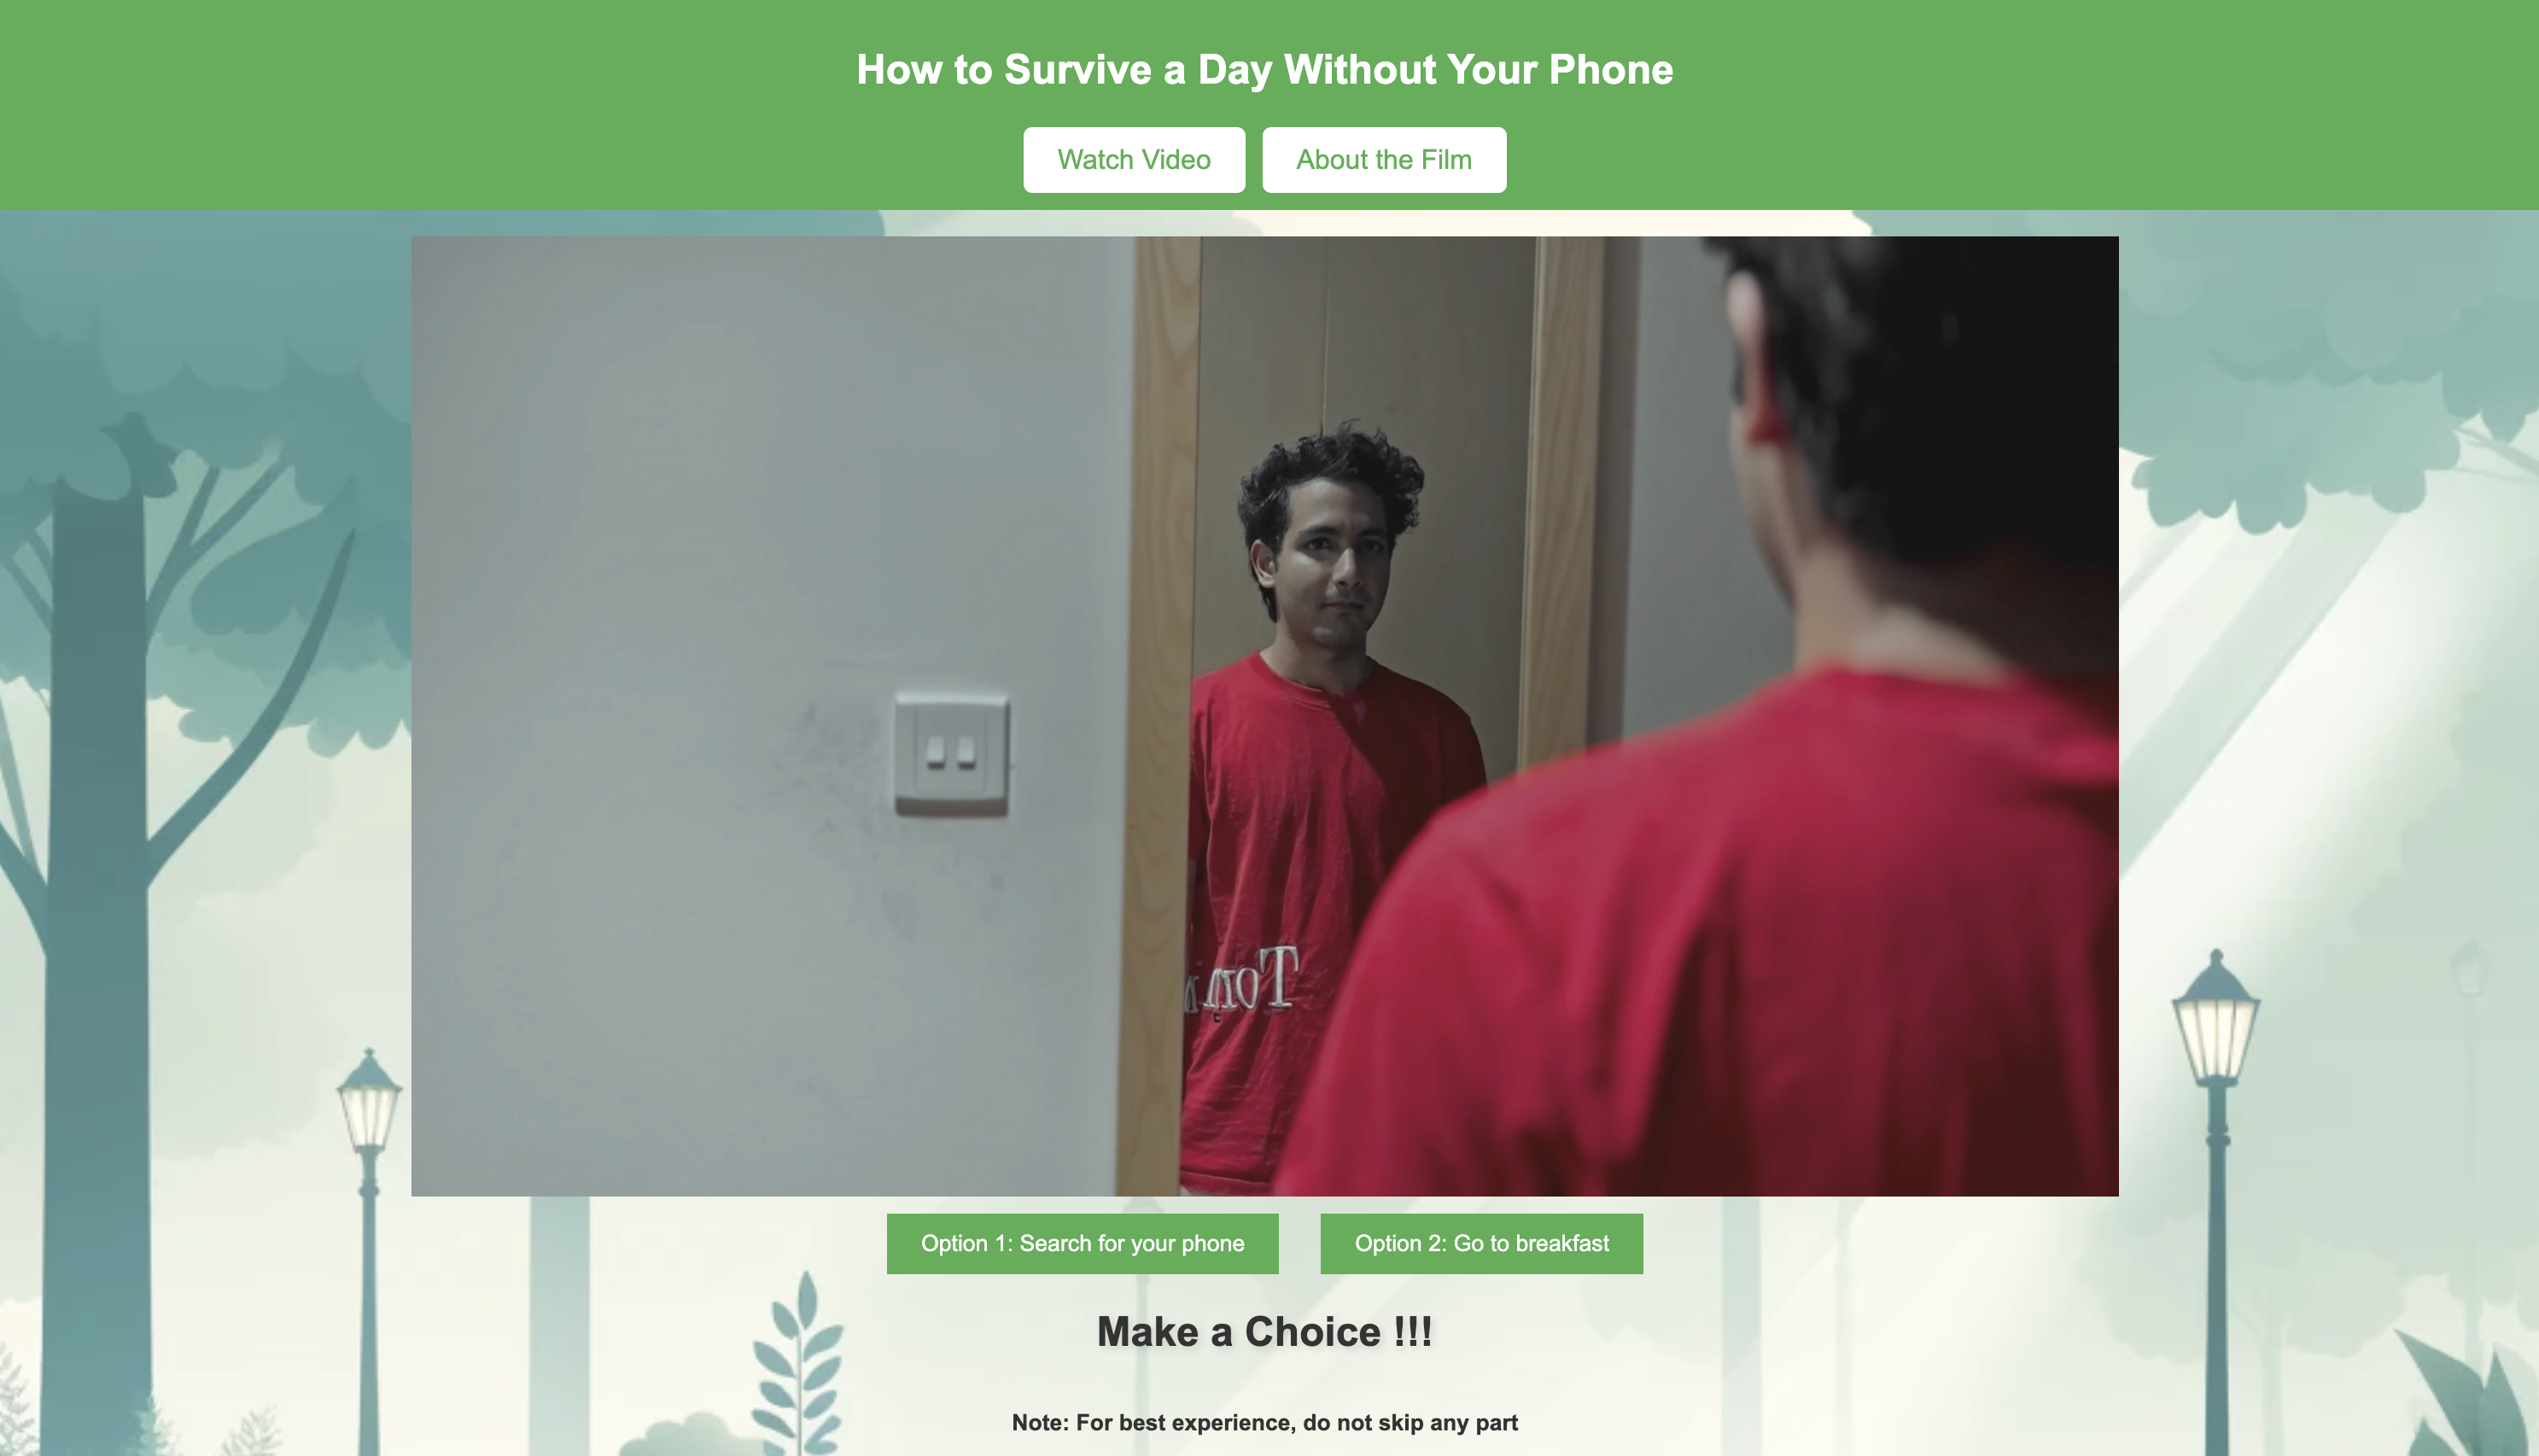 How to Survive a Day Without Your Phone
Watch Video
About the Film
Option 1: Search for your phone
Option 2: Go to breakfast
Make a Choice !!!
Note: For best experience, do not skip any part